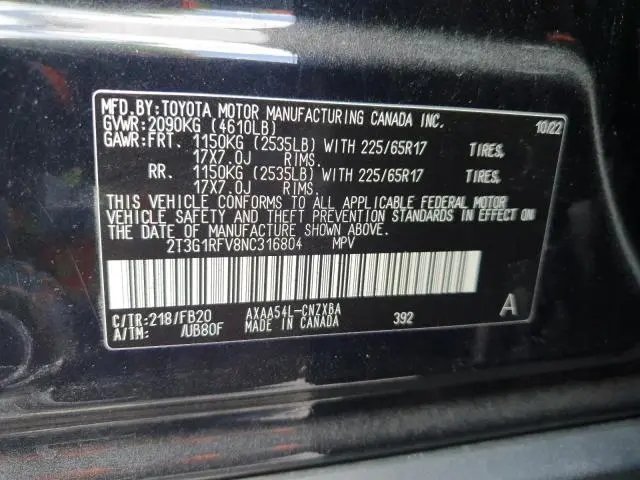 MFD.BY:TOYOTA MOTOR MANUFACTURING CANADA INC. 10/22
GVWR:2090KG (4610LB)
GAWR:FRT. 1150KG (2535LB) WITH 225/65R17 TIRES,
17X7.0J RIMS.
RR. 1150KG (2535LB) WITH 225/65R17 TIRES,
17X7.0J RIMS.
THIS VEHICLE CONFORMS TO ALL APPLICABLE FEDERAL MOTOR
VEHICLE SAFETY AND THEFT PREVENTION STANDARDS IN EFFECT ON
THE DATE OF MANUFACTURE SHOWN ABOVE.
2T3G1RFV8NC316804 MPV
C/TR:218/FB20 AXAA54L-CNZXBA A
A/TM: /UB80F MADE IN CANADA 392